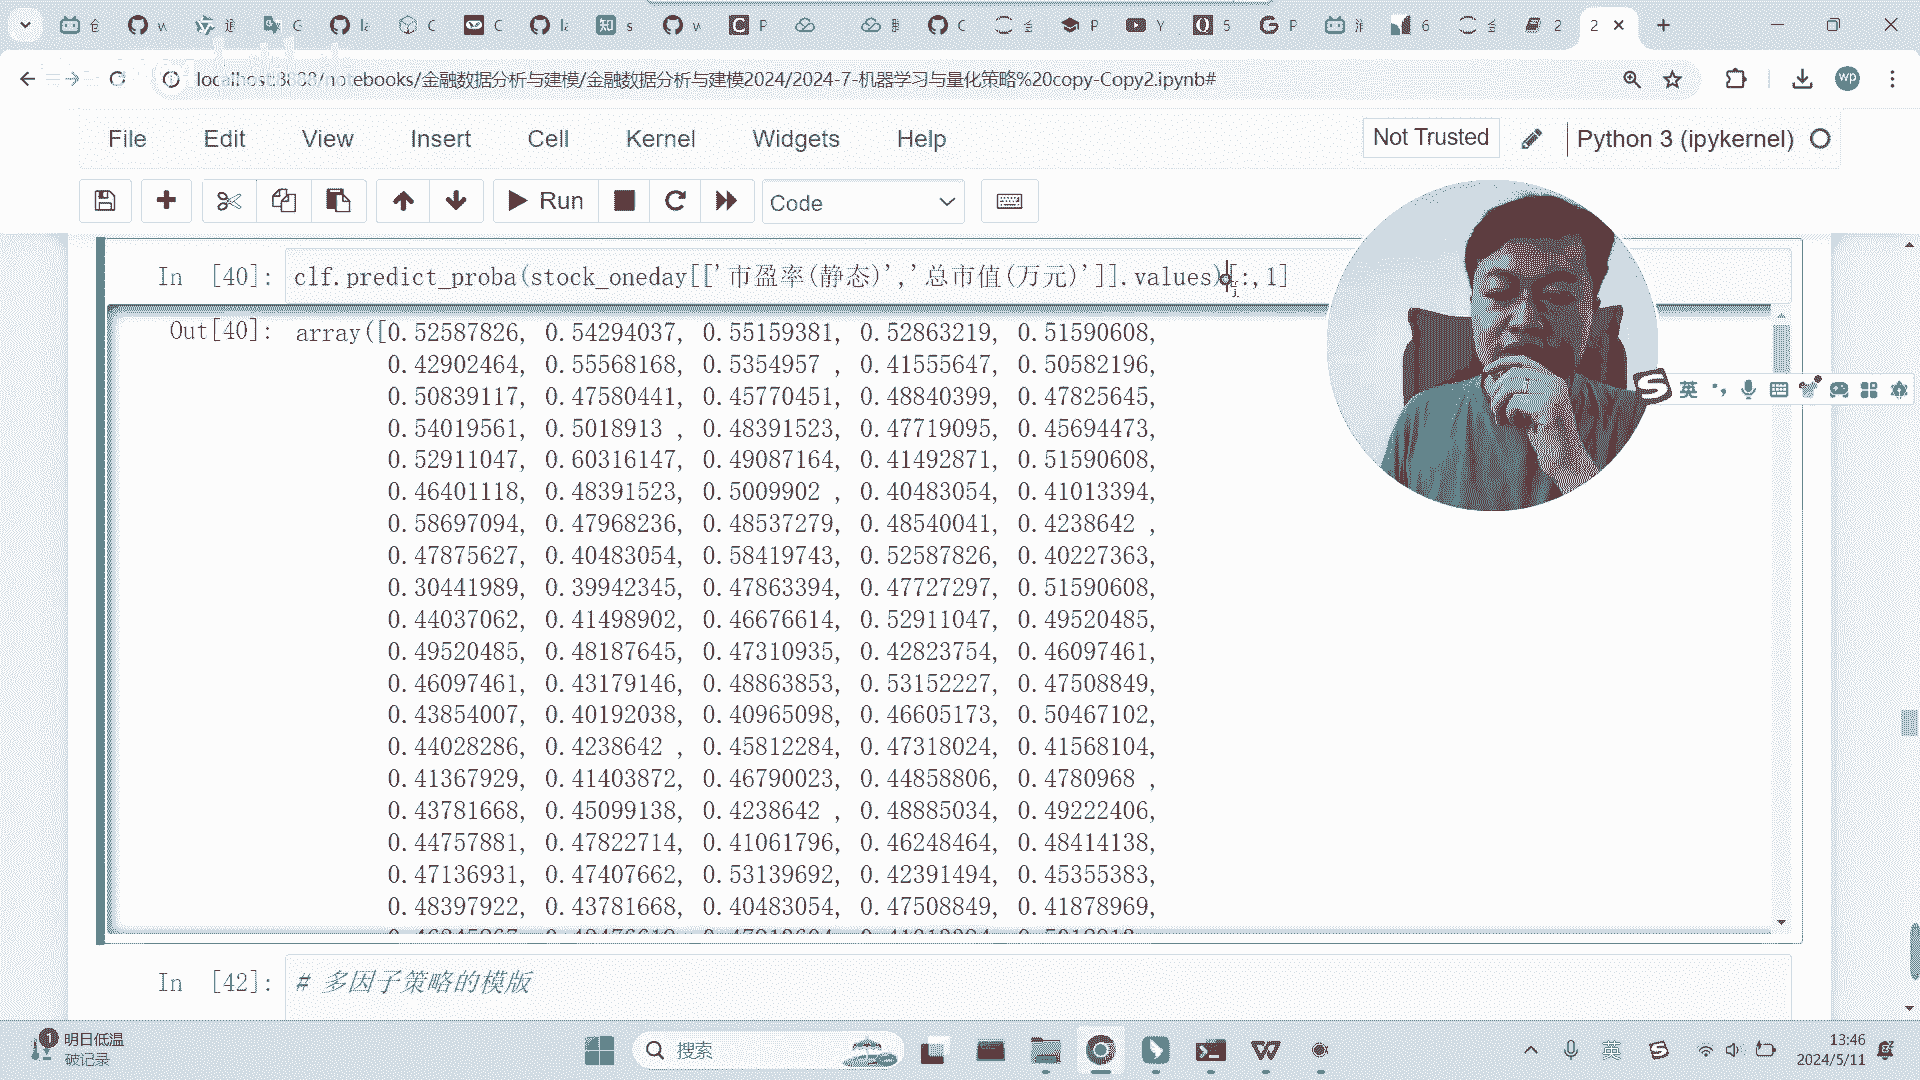 wp
localhost:8888/notebooks/金融数据分析与建模/金融数据分析与建模2024/2024-7-机器学习与量化策略%20copy-Copy2.ipynb#
File Edit View Insert Cell Kernel Widgets Help
Not Trusted
Python 3 (ipykernel)
Run
Code
In [40]: clf.predict_proba(stock_oneday[['市盈率(静态)','总市值(万元)']].values)[:,1]
Out[40]: array([0.52587826, 0.54294037, 0.55159381, 0.52863219, 0.51590608,
0.42902464, 0.55568168, 0.5354957 , 0.41555647, 0.50582196,
0.50839117, 0.47580441, 0.45770451, 0.48840399, 0.47825645,
0.54019561, 0.5018913 , 0.48391523, 0.47719095, 0.45694473,
0.52911047, 0.60316147, 0.49087164, 0.41492871, 0.51590608,
0.46401118, 0.48391523, 0.5009902 , 0.40483054, 0.41013394,
0.58697094, 0.47968236, 0.48537279, 0.48540041, 0.4238642 ,
0.47875627, 0.40483054, 0.58419743, 0.52587826, 0.40227363,
0.30441989, 0.39942345, 0.47863394, 0.47727297, 0.51590608,
0.44037062, 0.41498902, 0.46676614, 0.52911047, 0.49520485,
0.49520485, 0.48187645, 0.47310935, 0.42823754, 0.46097461,
0.46097461, 0.43179146, 0.48863853, 0.53152227, 0.47508849,
0.43854007, 0.40192038, 0.40965098, 0.46605173, 0.50467102,
0.44028286, 0.4238642 , 0.45812284, 0.47318024, 0.41568104,
0.41367929, 0.41403872, 0.46790023, 0.44858806, 0.4780968 ,
0.43781668, 0.45099138, 0.4238642 , 0.48885034, 0.49222406,
0.44757881, 0.47822714, 0.41061796, 0.46248464, 0.48414138,
0.47136931, 0.47407662, 0.53139692, 0.42391494, 0.45355383,
0.48397922, 0.43781668, 0.40483054, 0.47508849, 0.41878969,
英
In [42]: # 多因子策略的模版
1
明日低温
破记录
搜索
英
13:46
2024/5/11